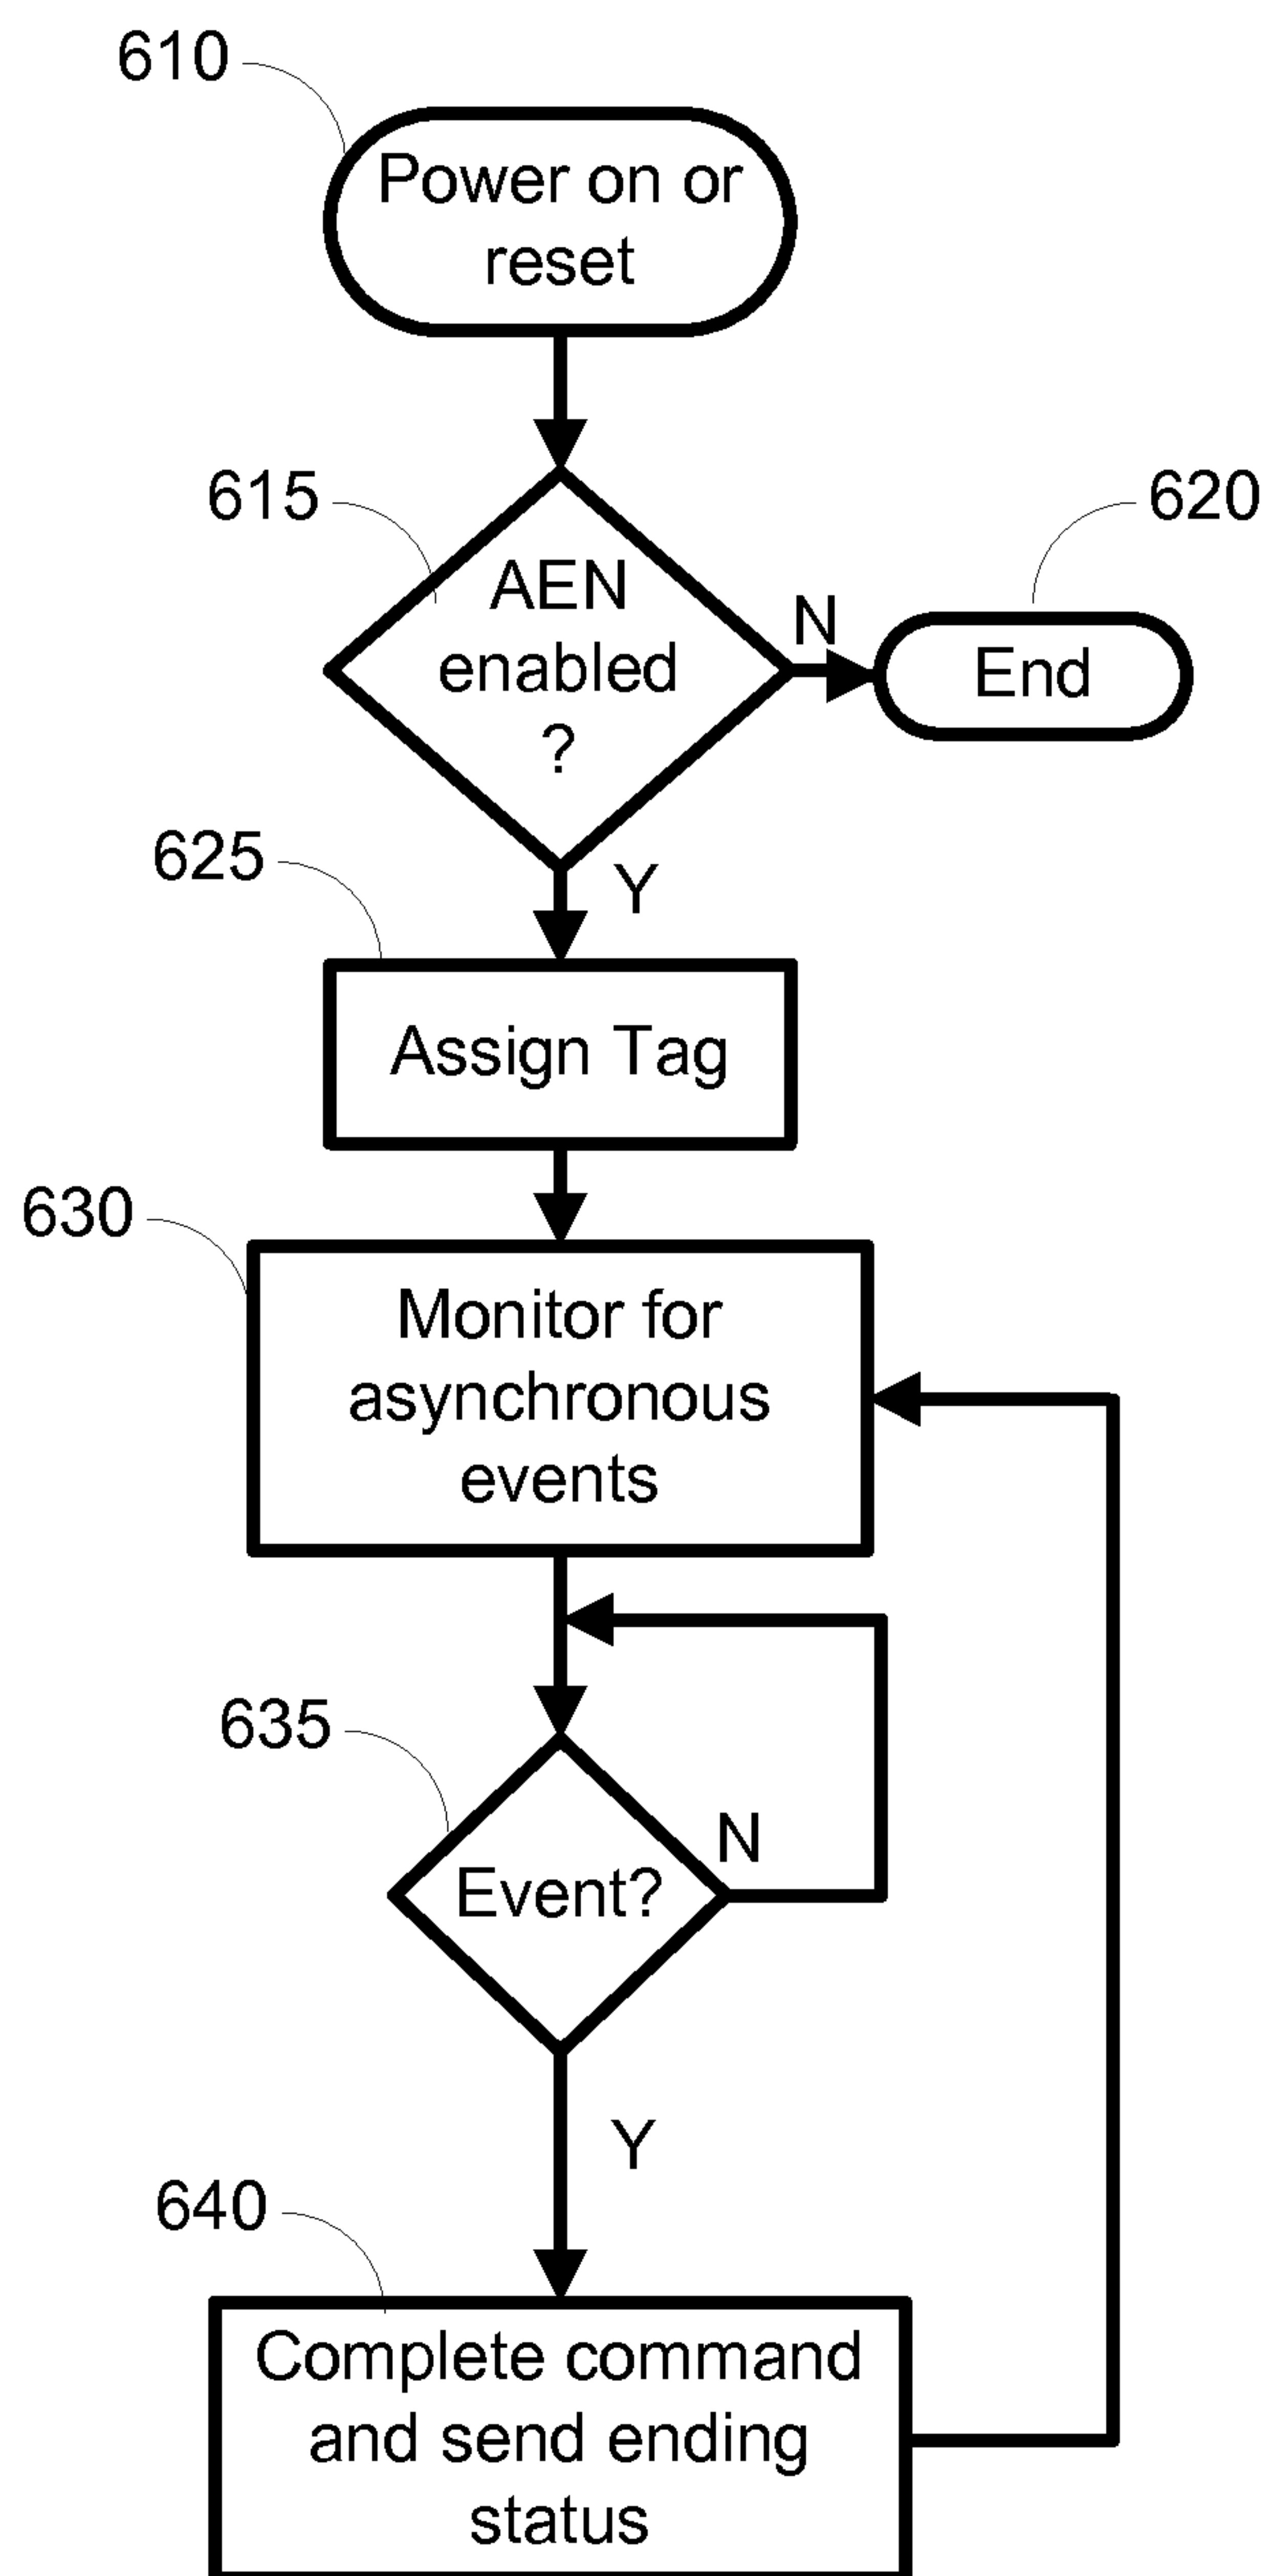 610
Power on or
reset
615
AEN
enabled
?
N
620
End
Y
625
Assign Tag
630
Monitor for
asynchronous
events
635
Event?
N
Y
640
Complete command
and send ending
status